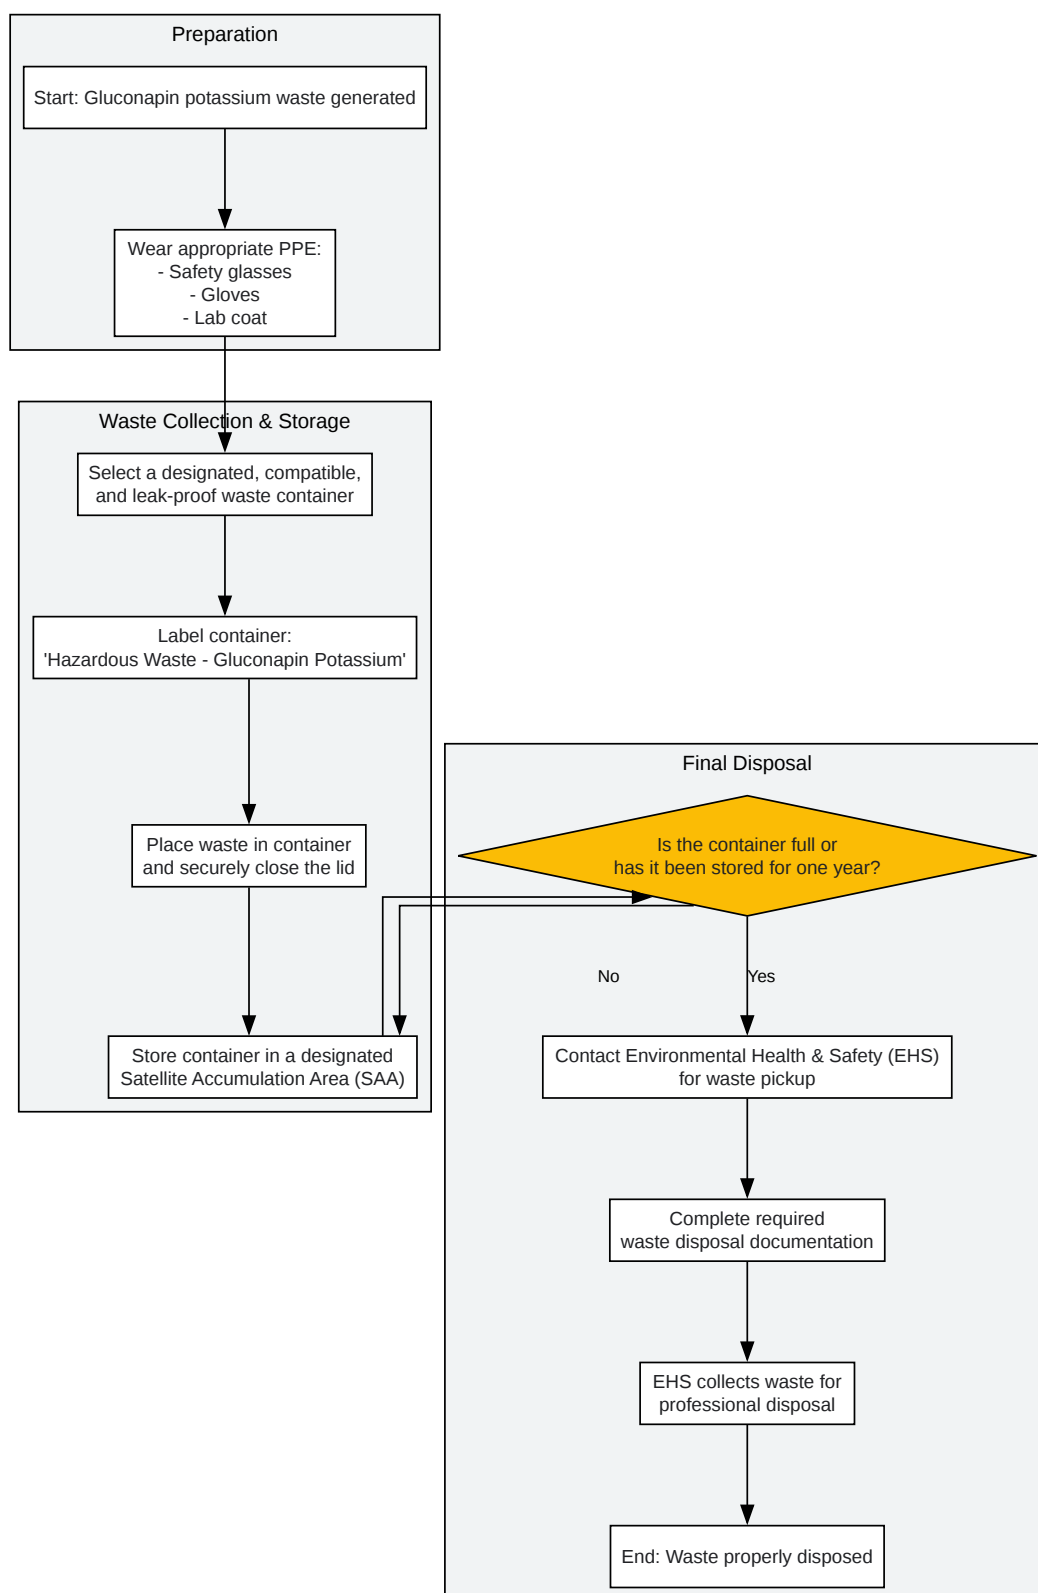 Preparation
Start: Gluconapin potassium waste generated
Wear appropriate PPE:
- Safety glasses
- Gloves
- Lab coat
Waste Collection & Storage
Select a designated, compatible,
and leak-proof waste container
Label container:
'Hazardous Waste - Gluconapin Potassium'
Place waste in container
and securely close the lid
Store container in a designated
Satellite Accumulation Area (SAA)
Final Disposal
Is the container full or
has it been stored for one year?
No
Yes
Contact Environmental Health & Safety (EHS)
for waste pickup
Complete required
waste disposal documentation
EHS collects waste for
professional disposal
End: Waste properly disposed